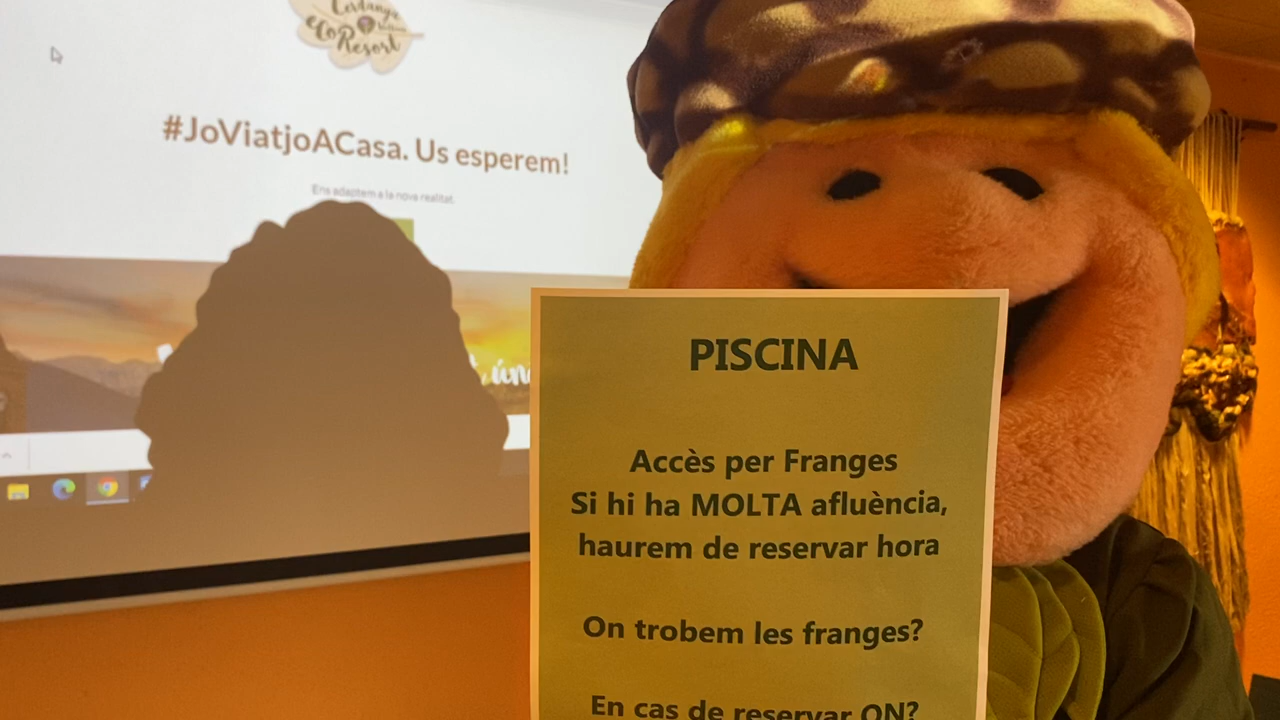 Cerdanya
EcoResort
#JoViatjoACasa. Us esperem!
Ens adaptem a la nova realitat.
PISCINA
Accès per Franges
Si hi ha MOLTA afluència,
haurem de reservar hora
On trobem les franges?
En cas de reservar ON?